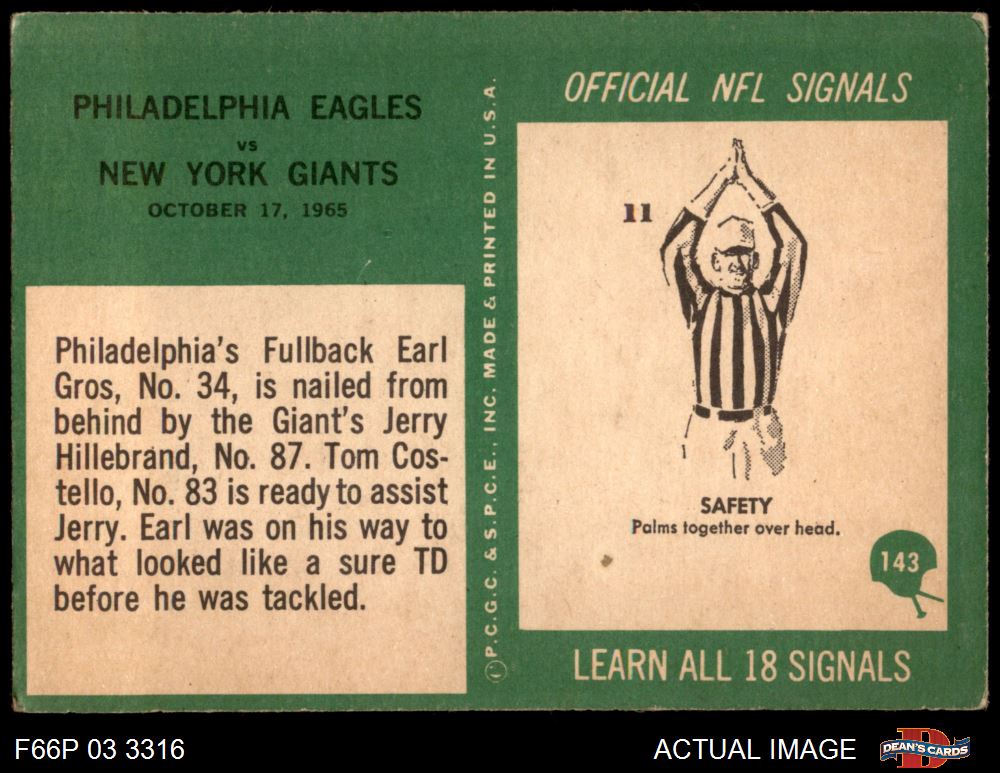 PHILADELPHIA EAGLES
VS
NEW YORK GIANTS
OCTOBER 17, 1965
Philadelphia's Fullback Earl
Gros, No. 34, is nailed from
behind by the Giant's Jerry
Hillebrand, No. 87. Tom Cos-
tello, No. 83 is ready to assist
Jerry. Earl was on his way to
what looked like a sure TD
before he was tackled.
© P.C.G.C. & S.P.C.E., INC. MADE & PRINTED IN U.S.A.
OFFICIAL NFL SIGNALS
11
SAFETY
Palms together over head.
143
LEARN ALL 18 SIGNALS
F66P 03 3316
ACTUAL IMAGE
DEAN'S CARDS